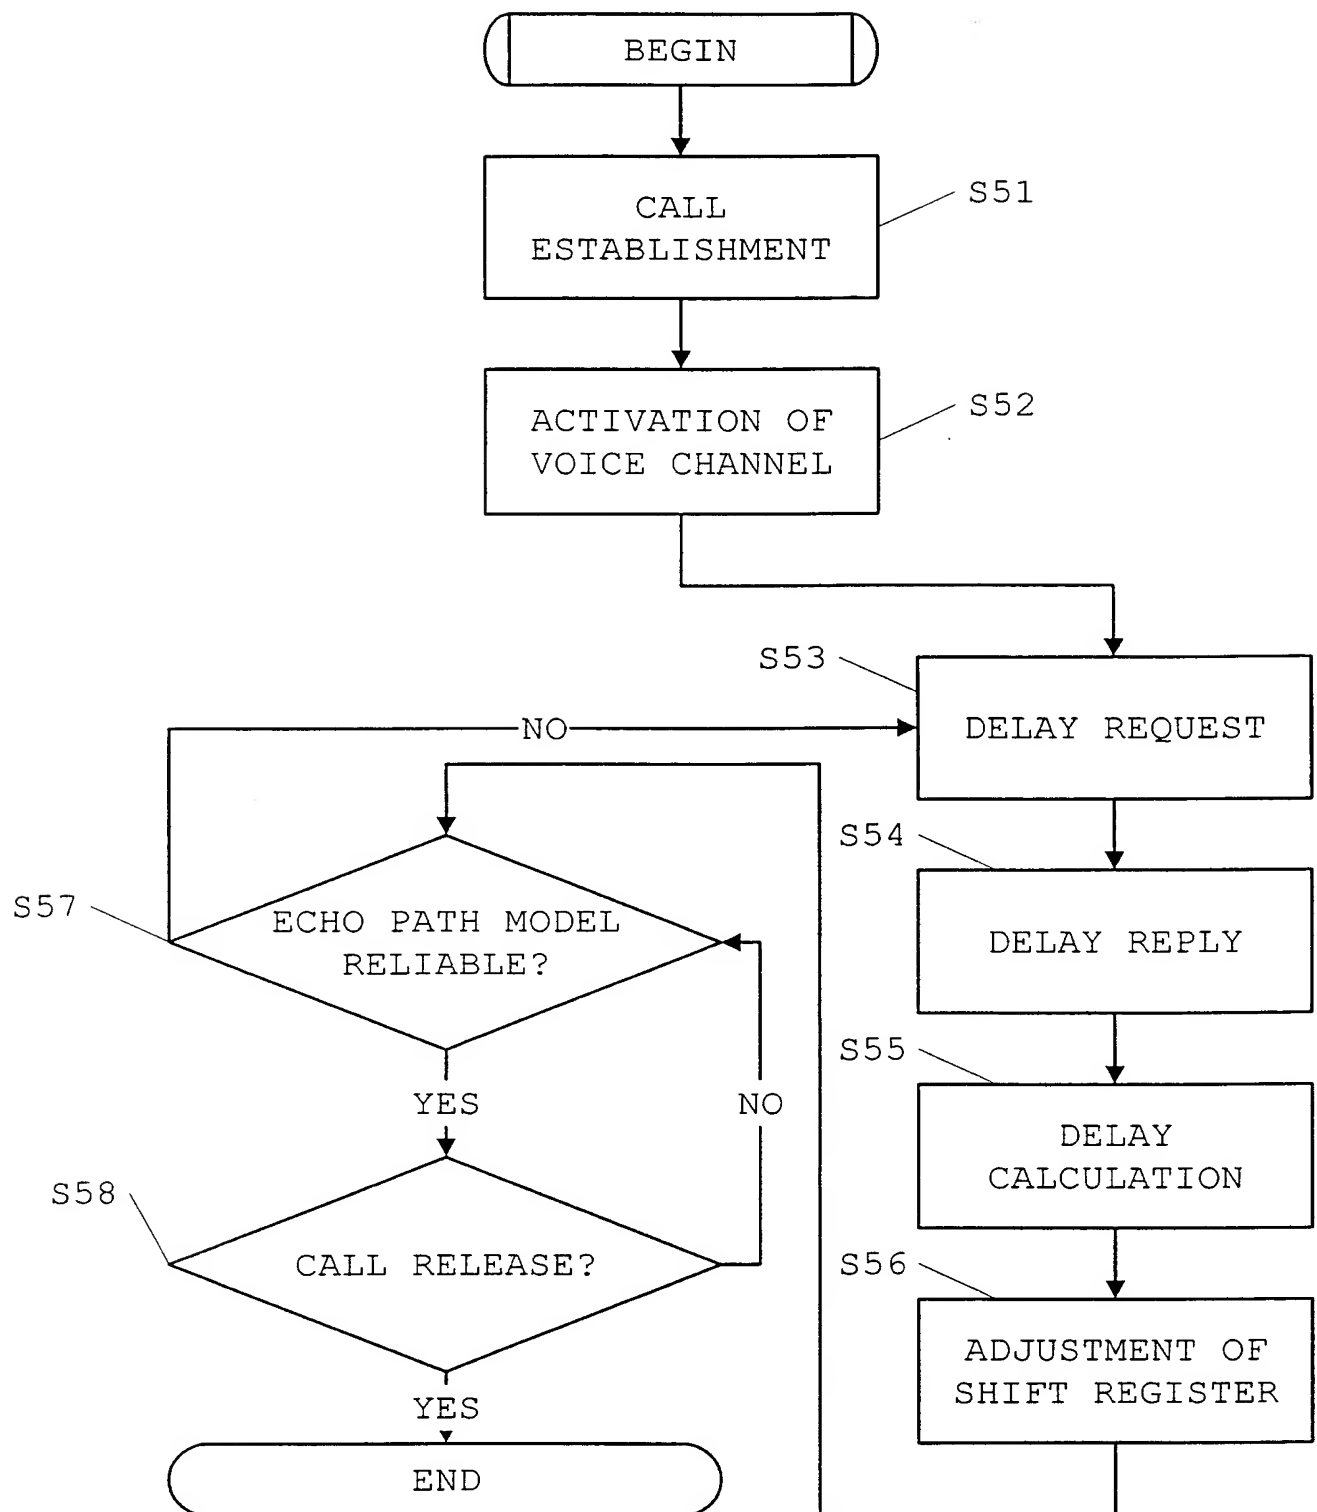 BEGIN
CALL
ESTABLISHMENT
S51
ACTIVATION OF
VOICE CHANNEL
S52
S53
DELAY REQUEST
NO
S54
DELAY REPLY
S57
ECHO PATH MODEL
RELIABLE?
S55
DELAY
CALCULATION
YES
NO
S58
CALL RELEASE?
S56
ADJUSTMENT OF
SHIFT REGISTER
YES
END